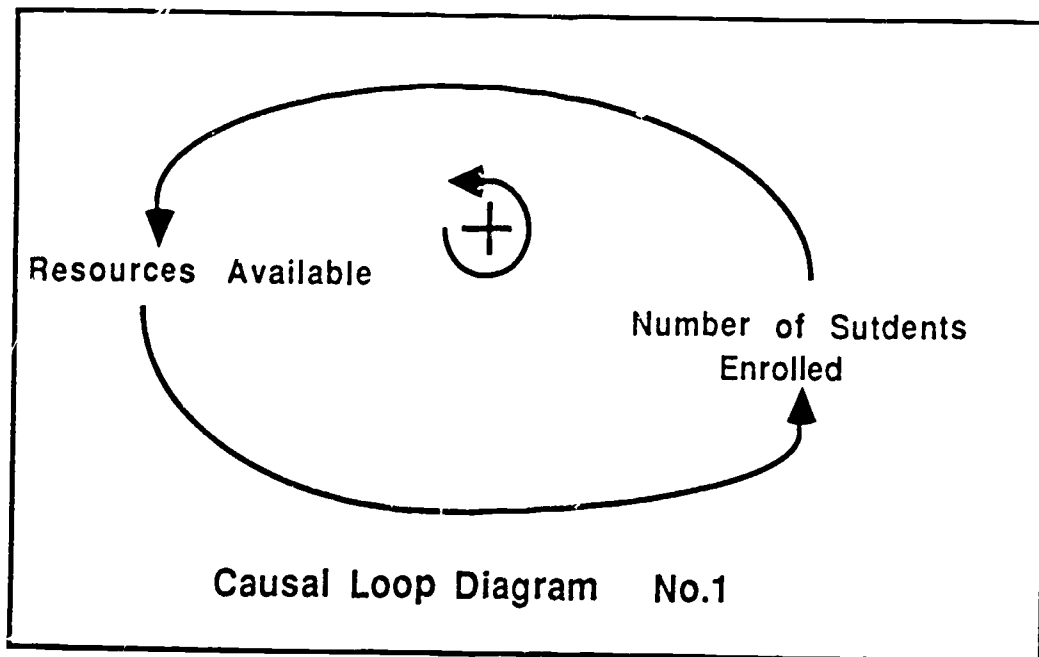 Resources Available
Number of Sutdents
Enrolled
Causal Loop Diagram No.1